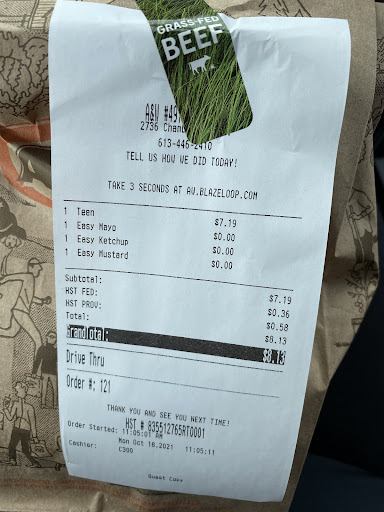 GRASS-FED
BEEF
A&W #49
2736
613-446-2410
TELL US HOW WE DID TODAY!
TAKE 3 SECONDS AT AW.BLAZELOOP.COM
1 Teen $7.19
1 Easy Mayo $0.00
1 Easy Ketchup $0.00
1 Easy Mustard $0.00
Subtotal: $7.19
HST FED: $0.36
HST PROV: $0.58
Total: $8.13
GrandTotal: $8.13
Drive Thru
Order #: 121
THANK YOU AND SEE YOU NEXT TIME!
HST # 835512765RT0001
Order Started: 11:05:01 AM
Mon Oct 18,2021 11:05:11
Cashier: C300
Guest Copy